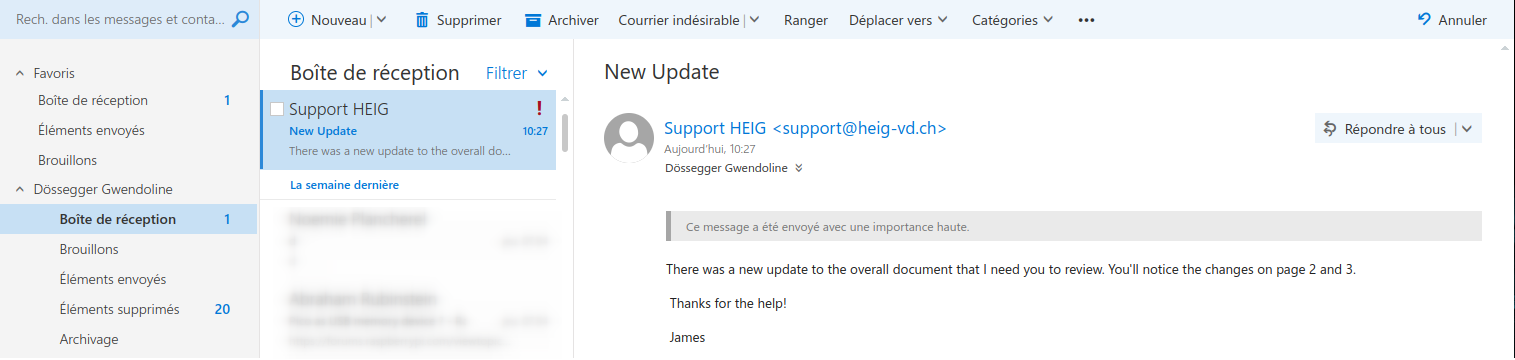 Rech. dans les messages et conta...
Nouveau
Supprimer
Archiver
Courrier indésirable
Ranger
Déplacer vers
Catégories
•••
Annuler
Favoris
Boîte de réception 1
Éléments envoyés
Brouillons
Dössegger Gwendoline
Boîte de réception 1
Brouillons
Éléments envoyés
Éléments supprimés 20
Archivage
Boîte de réception
Filtrer
Support HEIG !
New Update 10:27
There was a new update to the overall do...
La semaine dernière
New Update
Support HEIG <support@heig-vd.ch>
Aujourd'hui, 10:27
Dössegger Gwendoline
Répondre à tous
Ce message a été envoyé avec une importance haute.
There was a new update to the overall document that I need you to review. You'll notice the changes on page 2 and 3.
Thanks for the help!
James